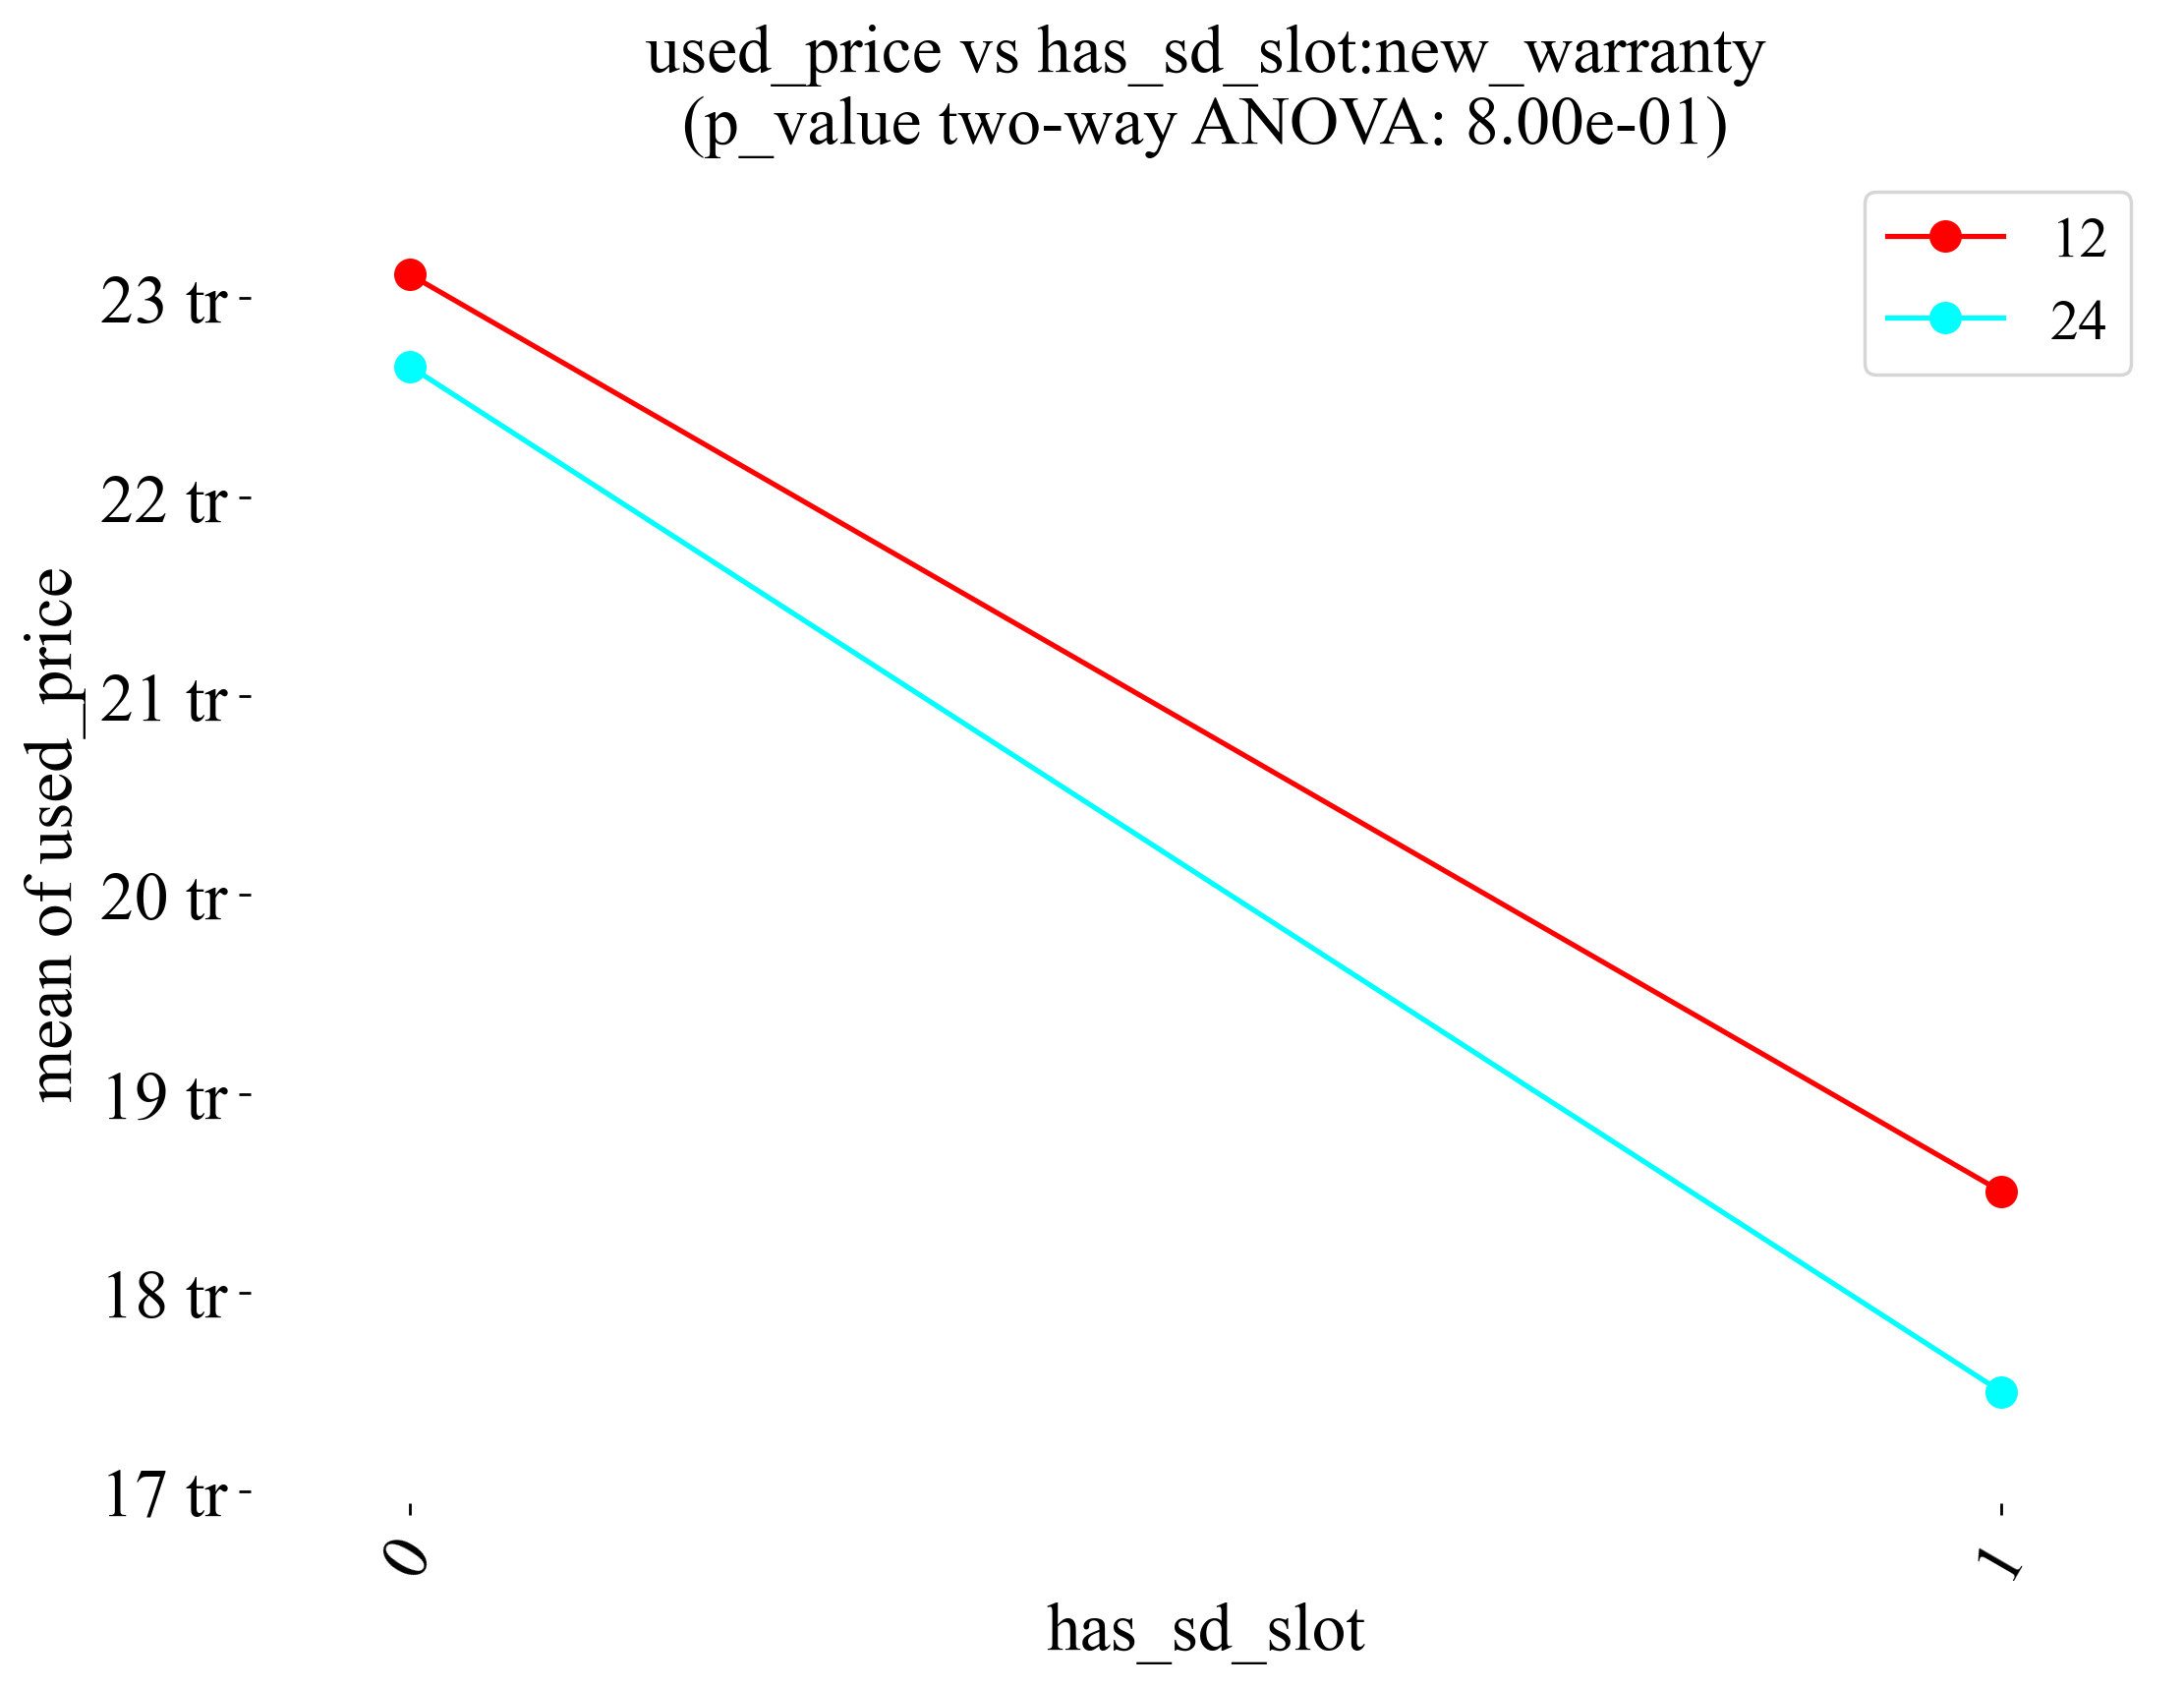 used_price vs has_sd_slot:new_warranty
(p_value two-way ANOVA: 8.00e-01)
12
24
mean of used_price
23 tr
22 tr
21 tr
20 tr
19 tr
18 tr
17 tr
0
1
has_sd_slot